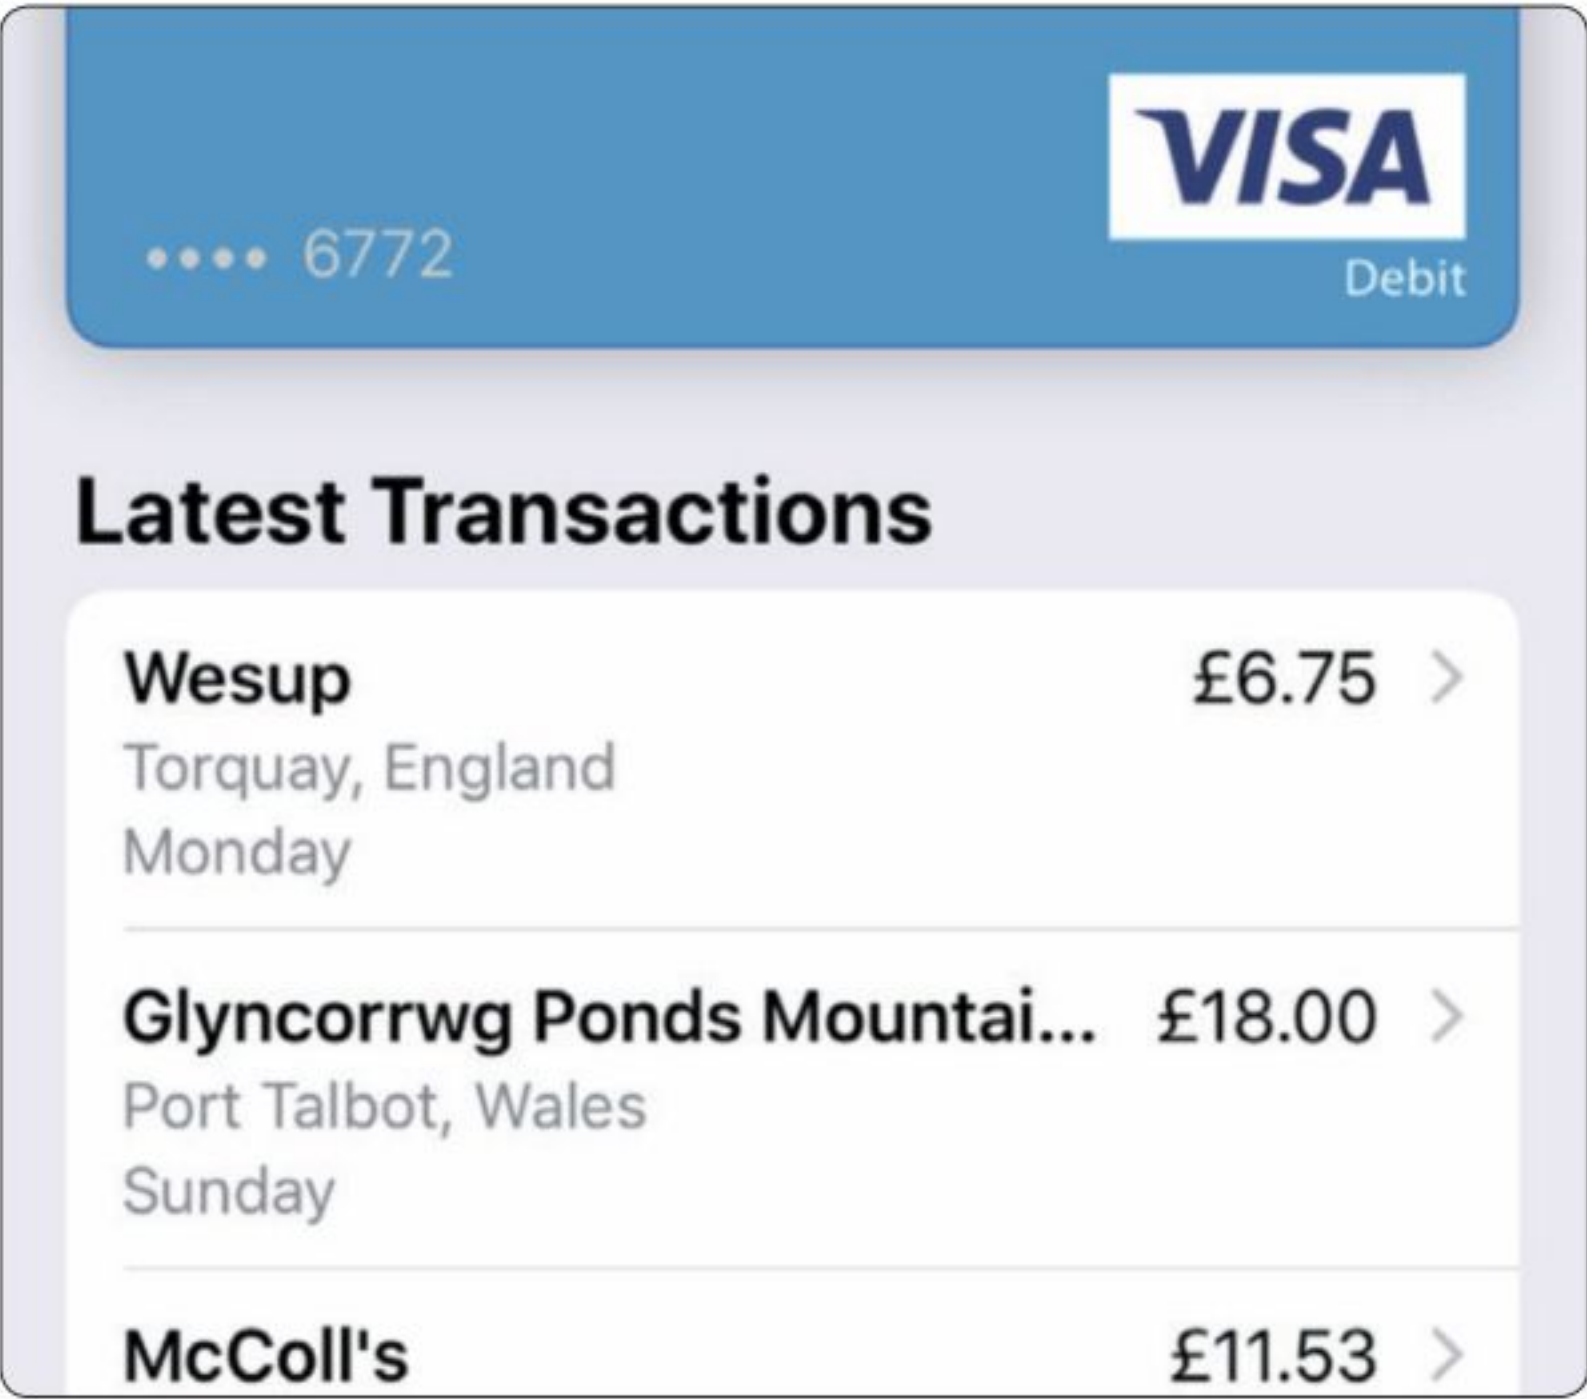 VISA
•••• 6772
Debit
Latest Transactions
Wesup £6.75
Torquay, England
Monday
Glyncorrwg Ponds Mountai... £18.00
Port Talbot, Wales
Sunday
McColl's £11.53